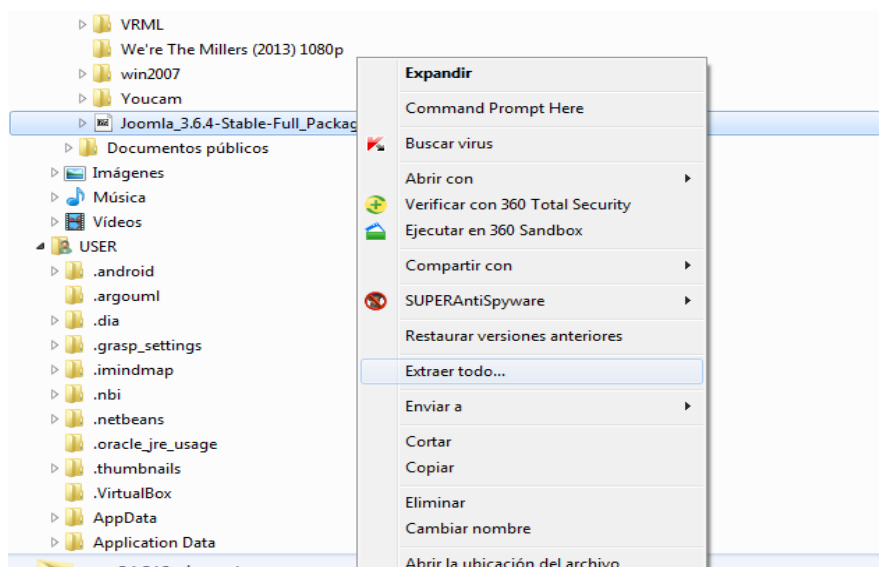 VRML
We're The Millers (2013) 1080p
win2007
Youcam
Joomla_3.6.4-Stable-Full_Packag
Documentos públicos
Imágenes
Música
Vídeos
USER
.android
.argouml
.dia
.grasp_settings
.imindmap
.nbi
.netbeans
.oracle_jre_usage
.thumbnails
.VirtualBox
AppData
Application Data
Expandir
Command Prompt Here
Buscar virus
Abrir con
Verificar con 360 Total Security
Ejecutar en 360 Sandbox
Compartir con
SUPERAntiSpyware
Restaurar versiones anteriores
Extraer todo...
Enviar a
Cortar
Copiar
Eliminar
Cambiar nombre
Abrir la ubicación del archivo